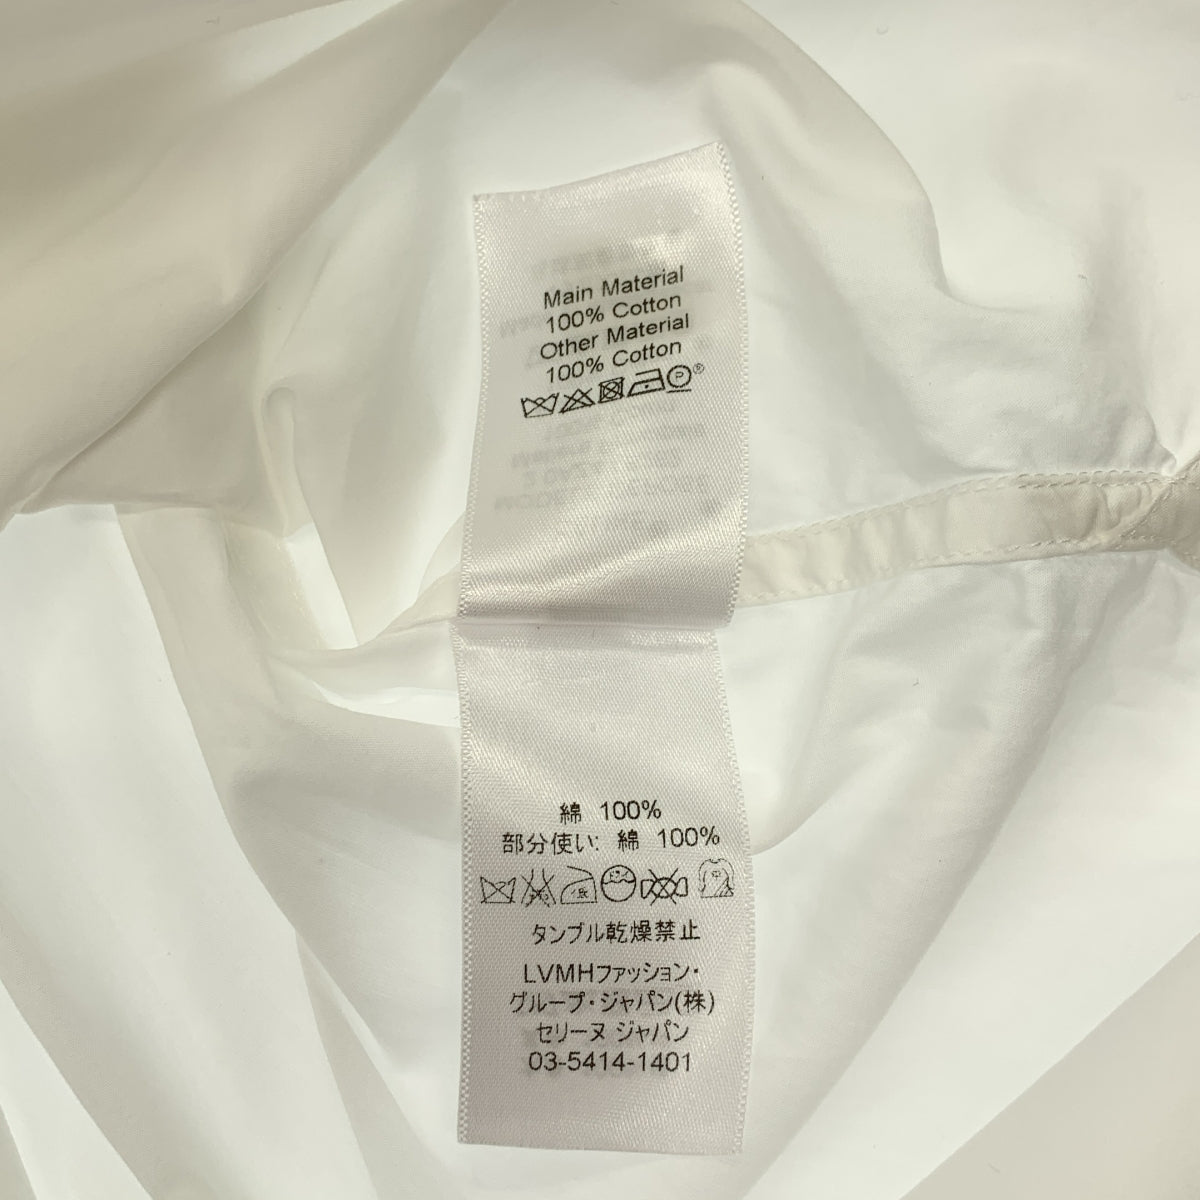 Main Material
100% Cotton
Other Material
100% Cotton
®
綿 100%
部分使い: 綿 100%
タンブル乾燥禁止
LVMHファッション・
グループ・ジャパン(株)
セリーヌ ジャパン
03-5414-1401